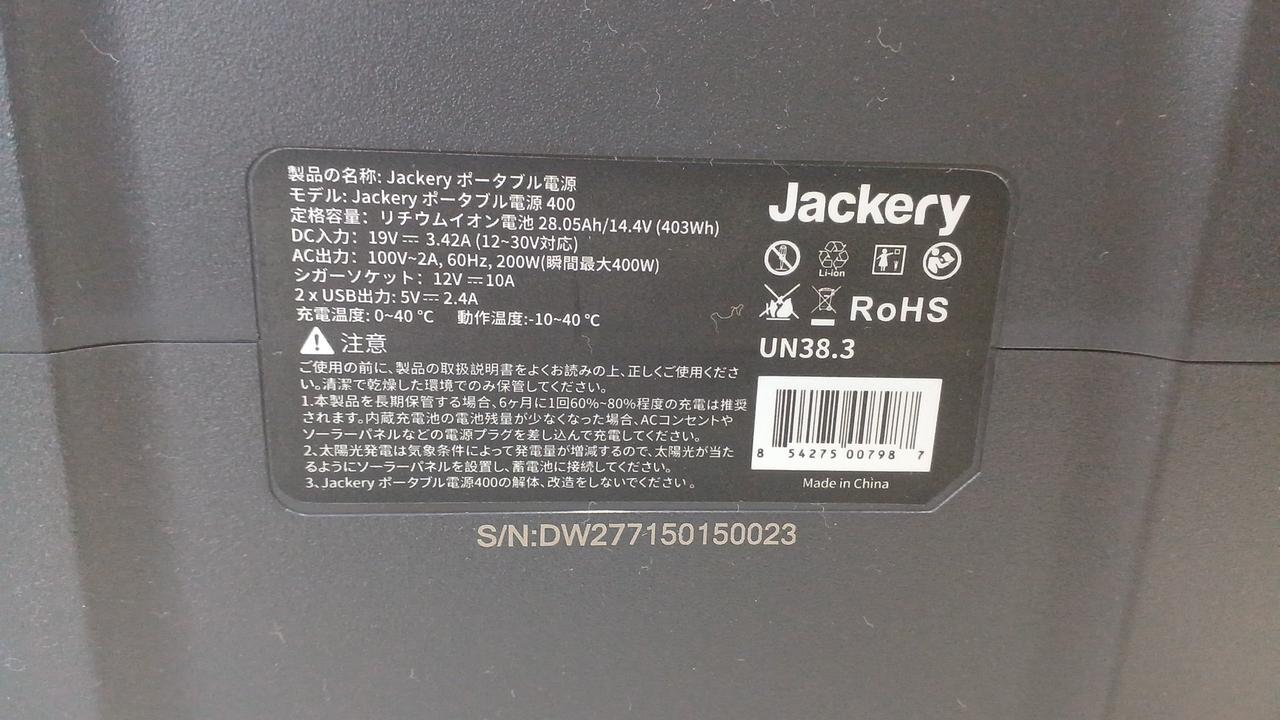 製品の名称: Jackery ポータブル電源
モデル: Jackery ポータブル電源 400
定格容量：リチウムイオン電池 28.05Ah/14.4V (403Wh)
DC入力：19V⎓3.42A (12~30V対応)
AC出力：100V~2A, 60Hz, 200W(瞬間最大400W)
シガーソケット：12V⎓10A
2 x USB出力: 5V⎓2.4A
充電温度: 0~40 ℃ 動作温度:-10~40 ℃
注意
ご使用の前に、製品の取扱説明書をよくお読みの上、正しくご使用くださ
い。清潔で乾燥した環境でのみ保管してください。
1.本製品を長期保管する場合、6ヶ月に1回60%~80%程度の充電は推奨
されます。内蔵充電池の電池残量が少なくなった場合、ACコンセントや
ソーラーパネルなどの電源プラグを差し込んで充電してください。
2、太陽光発電は気象条件によって発電量が増減するので、太陽光が当た
るようにソーラーパネルを設置し、蓄電池に接続してください。
3、Jackery ポータブル電源400の解体、改造をしないでください。
Jackery
Li-ion
RoHS
UN38.3
8 54275 00798 7
Made in China
S/N:DW277150150023